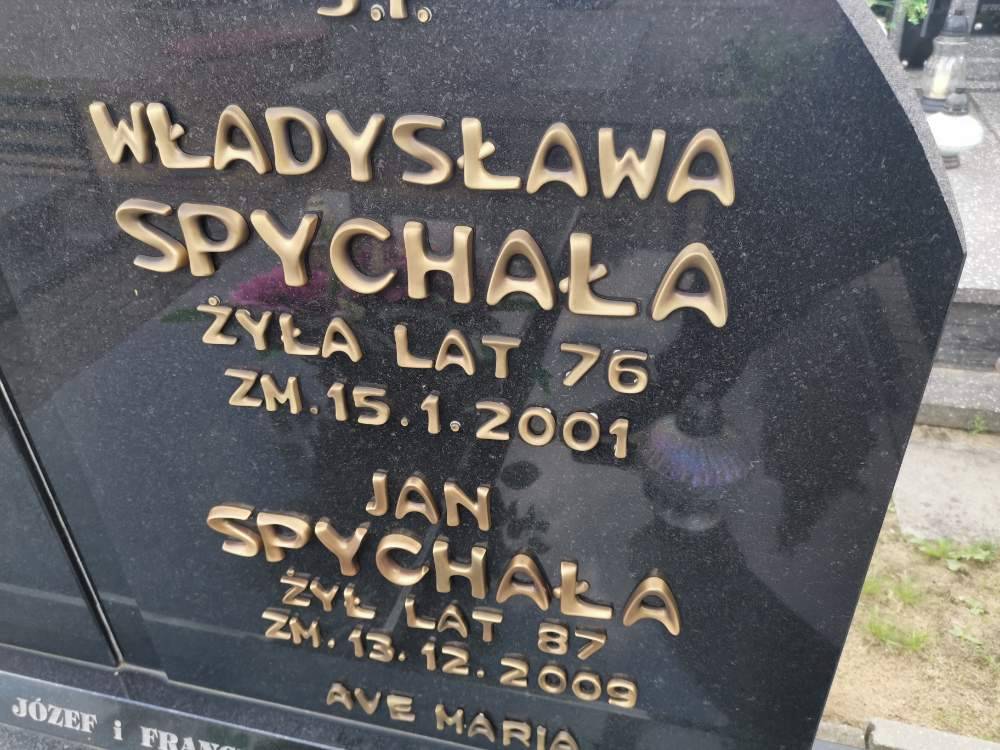 Ś.P.
WŁADYSŁAWA
SPYCHAŁA
ŻYŁA LAT 76
ZM. 15.1.2001
JAN
SPYCHAŁA
ŻYŁ LAT 87
ZM. 13.12.2009
AVE MARIA
JÓZEF i